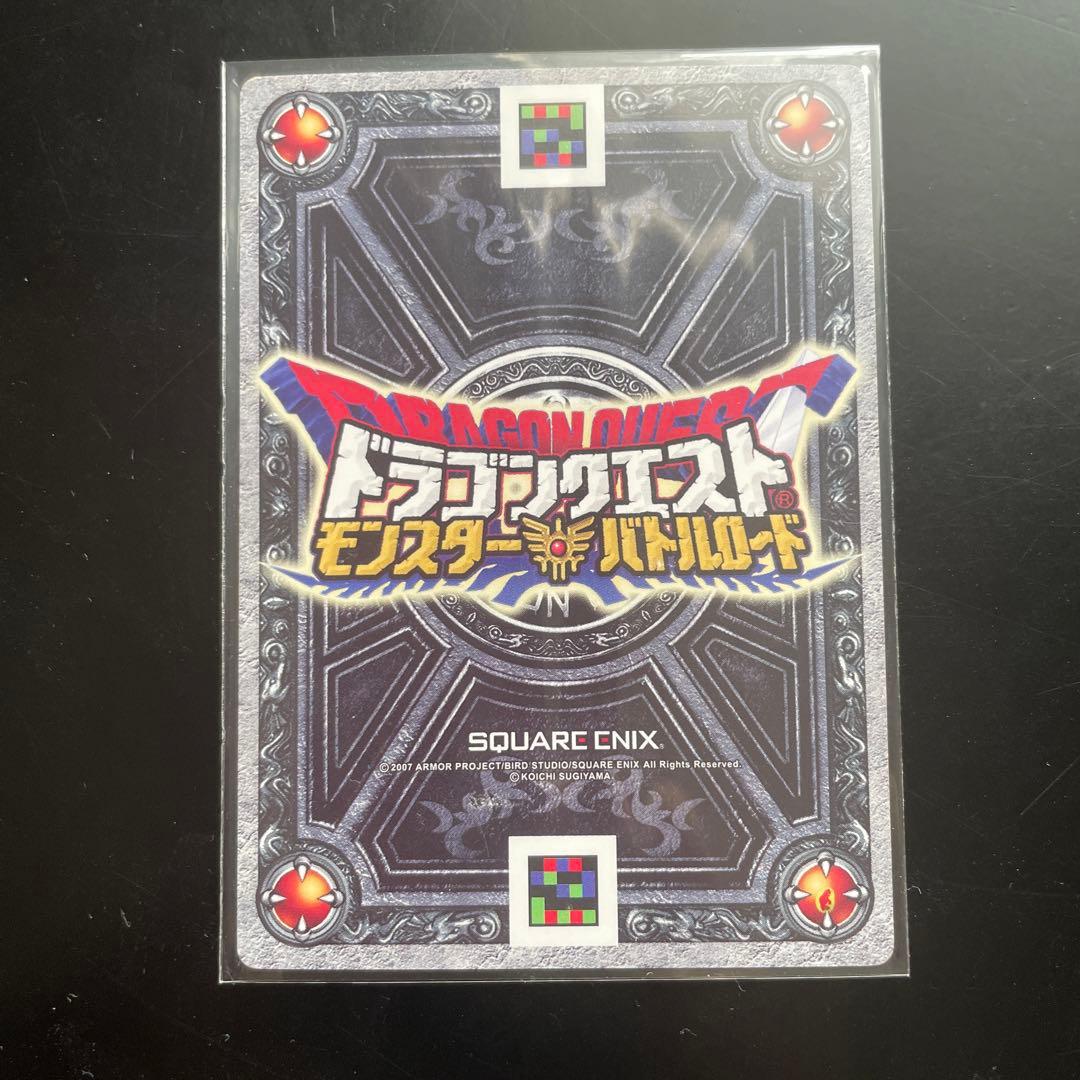 DRAGON QUEST
ドラゴンクエスト®
モンスターバトルロード
SQUARE ENIX®
©2007 ARMOR PROJECT/BIRD STUDIO/SQUARE ENIX All Rights Reserved.
©KOICHI SUGIYAMA